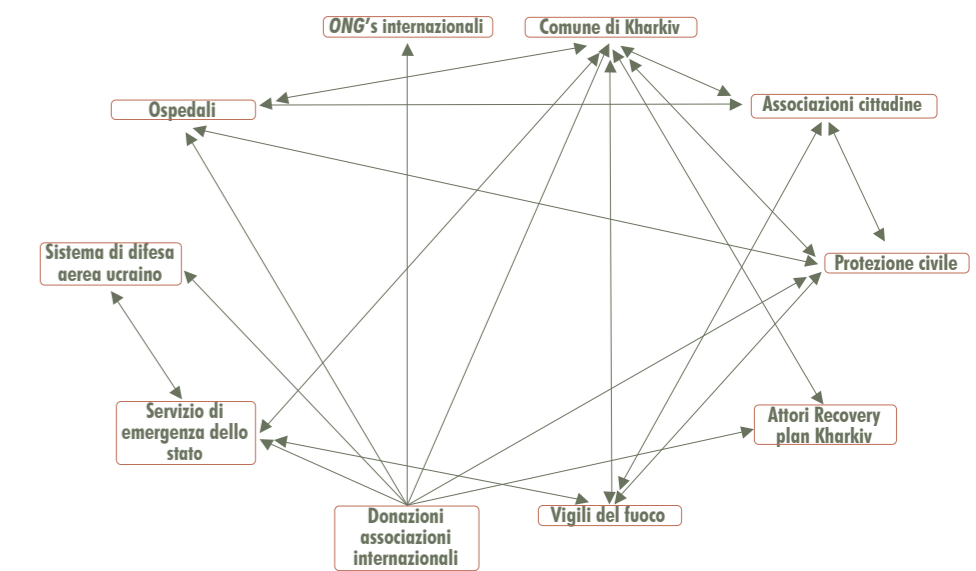 ONG's internazionali
Comune di Kharkiv
Ospedali
Associazioni cittadine
Sistema di difesa
aerea ucraino
Protezione civile
Servizio di
emergenza dello
stato
Attori Recovery
plan Kharkiv
Donazioni
associazioni
internazionali
Vigili del fuoco